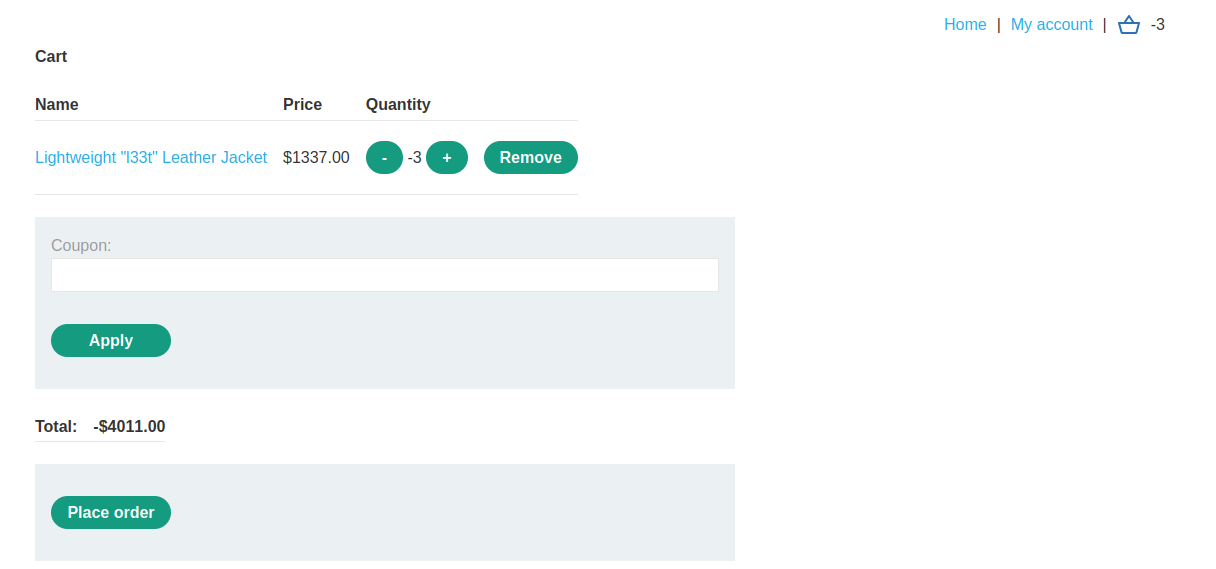 Home | My account | -3
Cart
Name Price Quantity
Lightweight "l33t" Leather Jacket $1337.00 - -3 + Remove
Coupon:
Apply
Total: -$4011.00
Place order